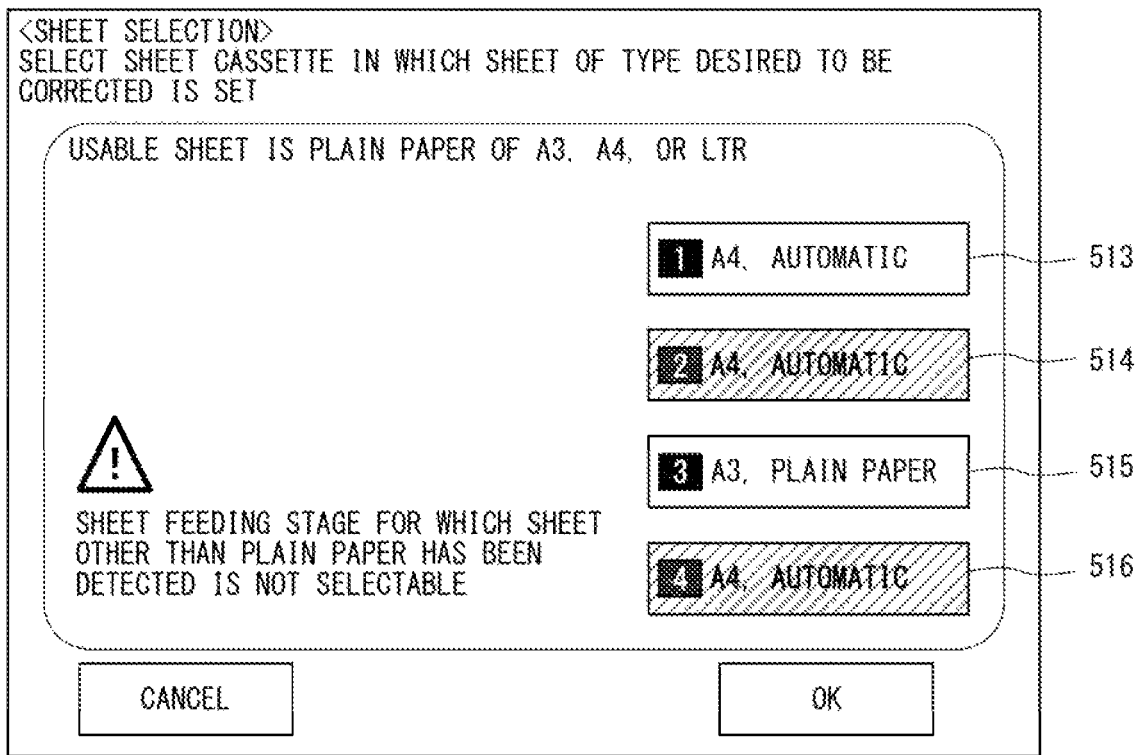 <SHEET SELECTION>
SELECT SHEET CASSETTE IN WHICH SHEET OF TYPE DESIRED TO BE
CORRECTED IS SET
USABLE SHEET IS PLAIN PAPER OF A3, A4, OR LTR
1 A4, AUTOMATIC
513
2 A4, AUTOMATIC
514
3 A3, PLAIN PAPER
515
!
SHEET FEEDING STAGE FOR WHICH SHEET
OTHER THAN PLAIN PAPER HAS BEEN
DETECTED IS NOT SELECTABLE
4 A4, AUTOMATIC
516
CANCEL
OK